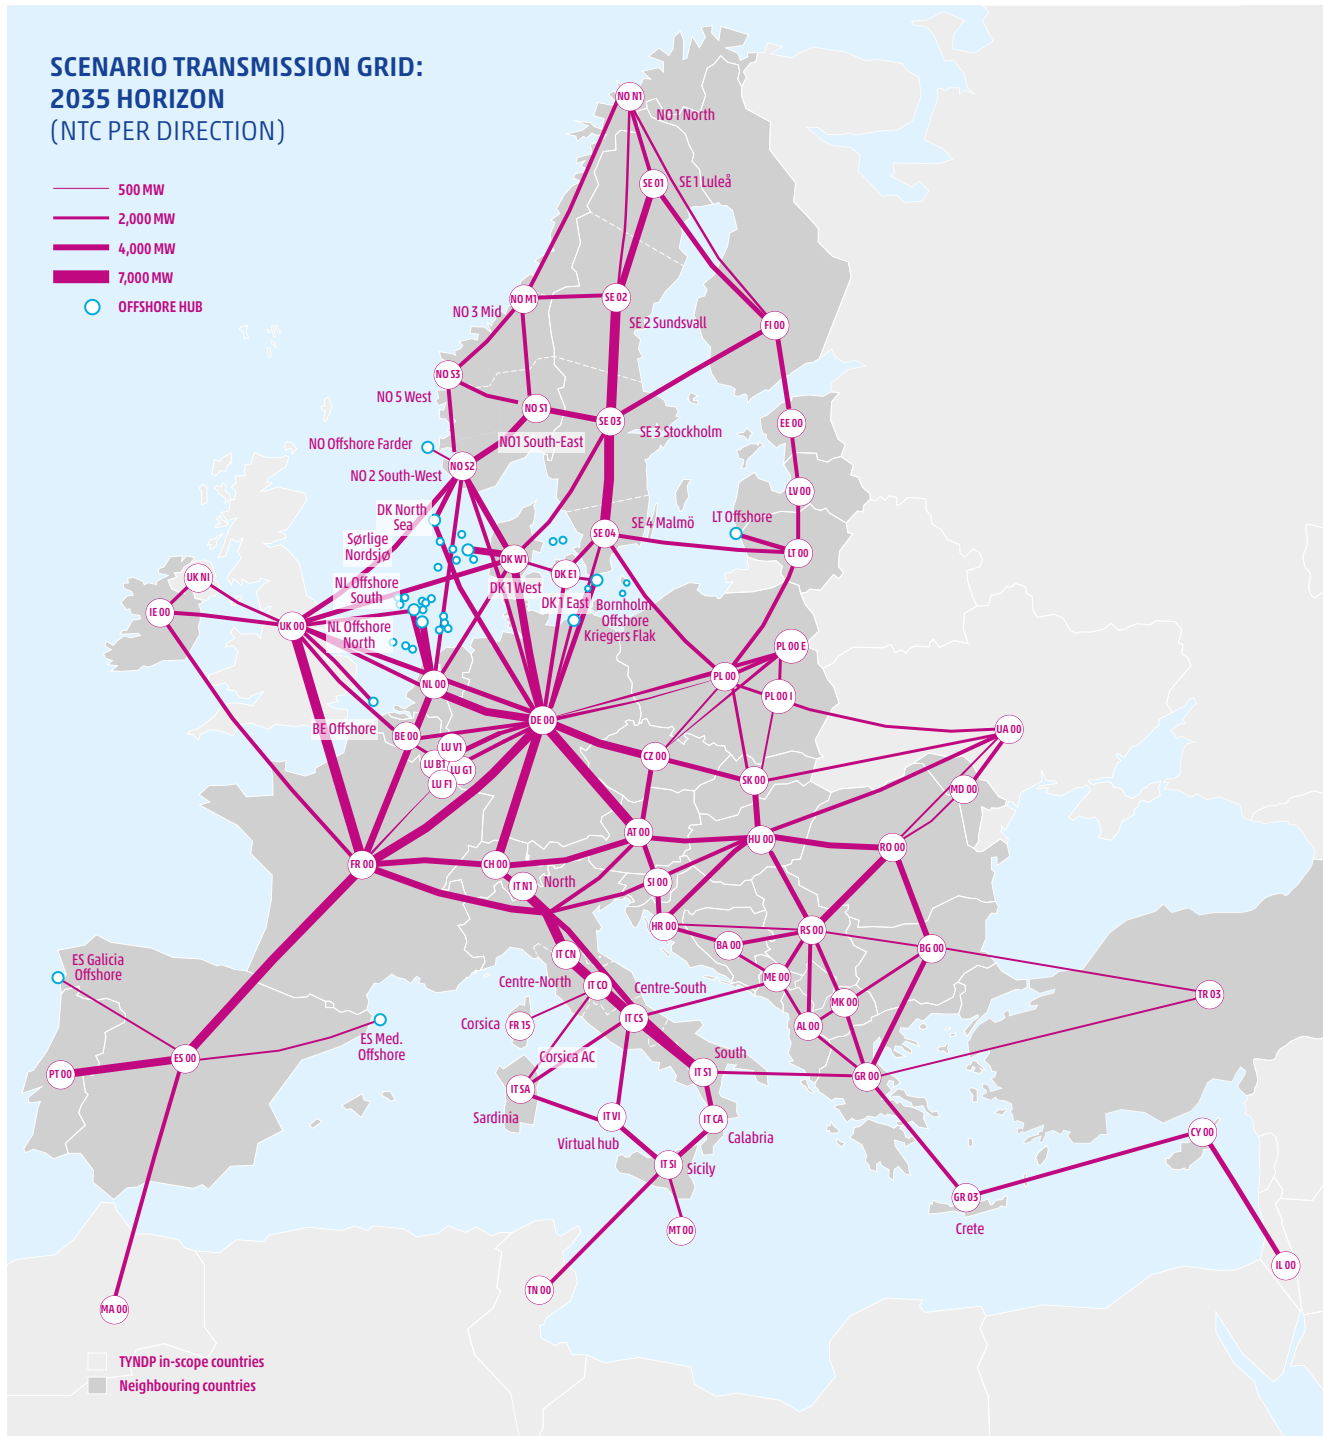 SCENARIO TRANSMISSION GRID:
2035 HORIZON
(NTC PER DIRECTION)
500 MW
2,000 MW
4,000 MW
7,000 MW
OFFSHORE HUB
NO N1
NO 1 North
SE 01
SE 1 Luleå
NO M1
SE 02
NO 3 Mid
SE 2 Sundsvall
FI 00
NO S3
NO 5 West
NO S1
SE 03
EE 00
SE 3 Stockholm
NO Offshore Farder
NO1 South-East
NO S2
NO 2 South-West
LV 00
DK North
Sea
SE 4 Malmö
LT Offshore
SE 04
Sørlige
Nordsjø
LT 00
DK W1
DK E1
UK NI
NL Offshore
South
DK 1 West
DK 1 East
Bornholm
Offshore
Kriegers Flak
IE 00
UK 00
NL Offshore
North
PL 00 E
PL 00
NL 00
PL 00 I
BE Offshore
DE 00
UA 00
BE 00
LU V1
LU B1
LU G1
LU F1
CZ 00
SK 00
MD 00
AT 00
HU 00
RO 00
FR 00
CH 00
IT N1
North
SI 00
HR 00
RS 00
BA 00
BG 00
ES Galicia
Offshore
IT CN
Centre-North
IT CO
Centre-South
ME 00
MK 00
TR 03
Corsica
FR 15
IT CS
AL 00
ES Med.
Offshore
Corsica AC
ES 00
PT 00
South
IT S1
GR 00
IT SA
Sardinia
IT VI
Virtual hub
IT CA
Calabria
CY 00
IT SI
Sicily
GR 03
Crete
MT 00
IL 00
TN 00
MA 00
TYNDP in-scope countries
Neighbouring countries